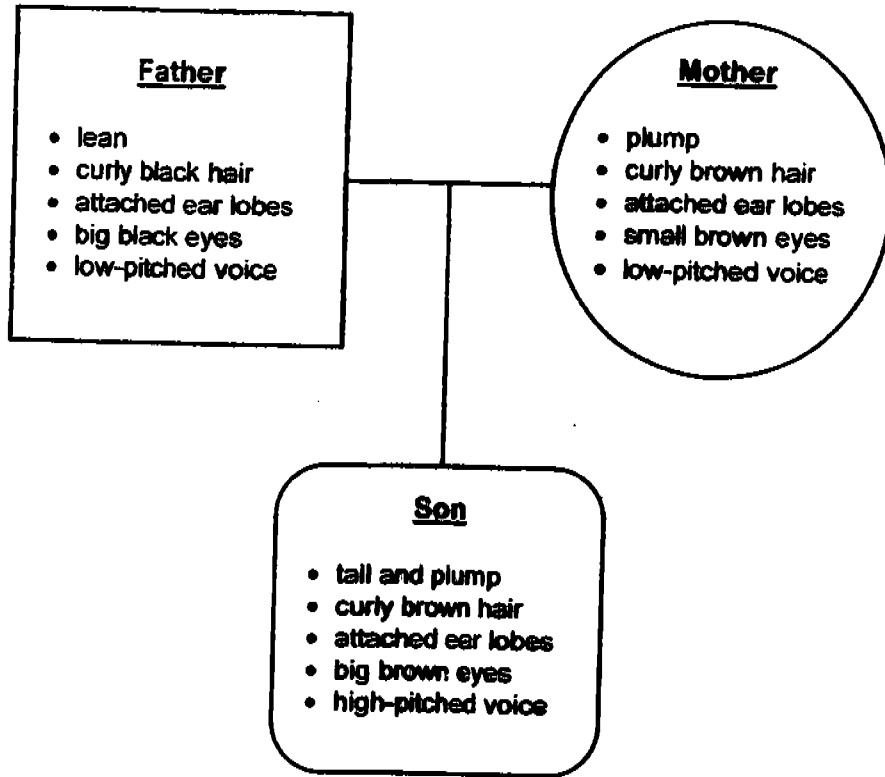 Father
• lean
• curly black hair
• attached ear lobes
• big black eyes
• low-pitched voice
Mother
• plump
• curly brown hair
• attached ear lobes
• small brown eyes
• low-pitched voice
Son
• tall and plump
• curly brown hair
• attached ear lobes
• big brown eyes
• high-pitched voice